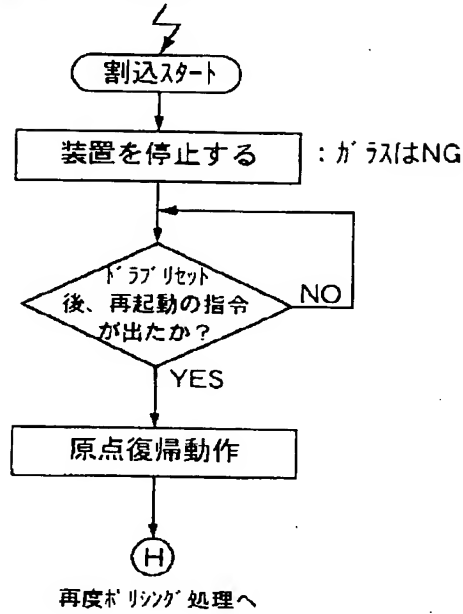 割込スタート
装置を停止する
：ガラスはNG
ドラブリセット
後、再起動の指令
が出たか？
NO
YES
原点復帰動作
H
再度ポリシング処理へ